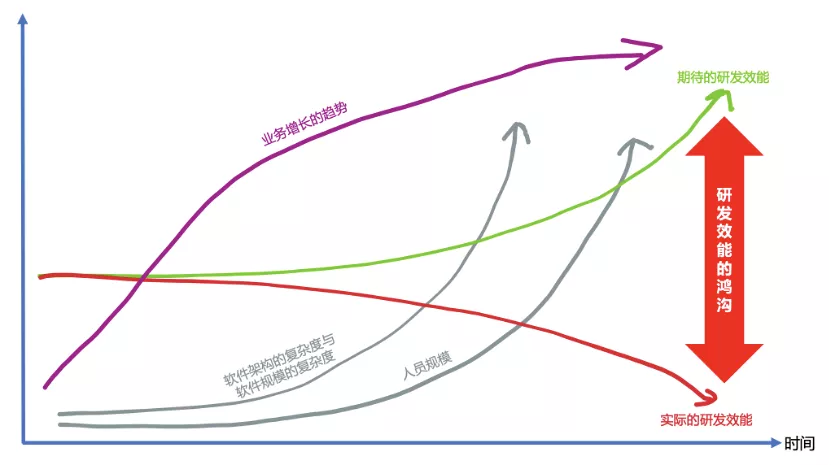 期待的研发效能
业务增长的趋势
研发效能的鸿沟
软件架构的复杂度与
软件规模的复杂度
人员规模
实际的研发效能
时间